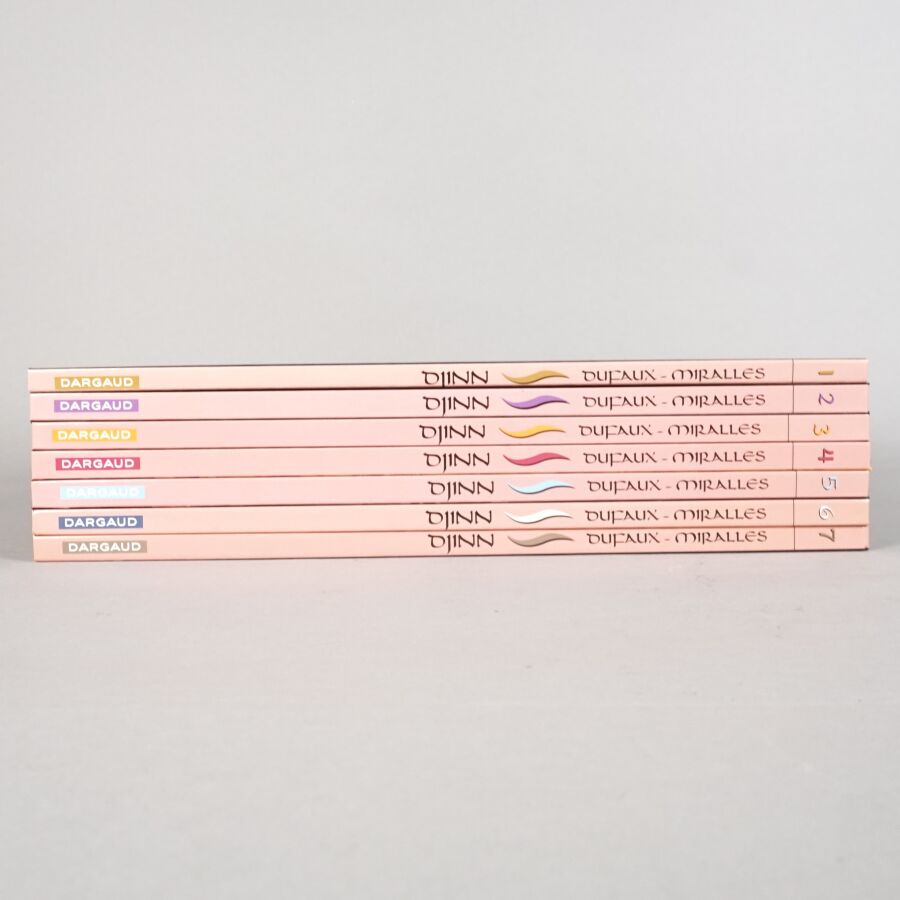 DARGAUD DJINN DUFAUX - MIRALLES 1
DARGAUD DJINN DUFAUX - MIRALLES 2
DARGAUD DJINN DUFAUX - MIRALLES 3
DARGAUD DJINN DUFAUX - MIRALLES 4
DARGAUD DJINN DUFAUX - MIRALLES 5
DARGAUD DJINN DUFAUX - MIRALLES 6
DARGAUD DJINN DUFAUX - MIRALLES 7